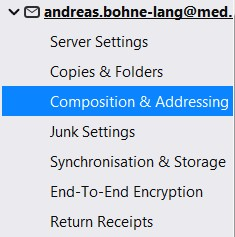 andreas.bohne-lang@med.
Server Settings
Copies & Folders
Composition & Addressing
Junk Settings
Synchronisation & Storage
End-To-End Encryption
Return Receipts